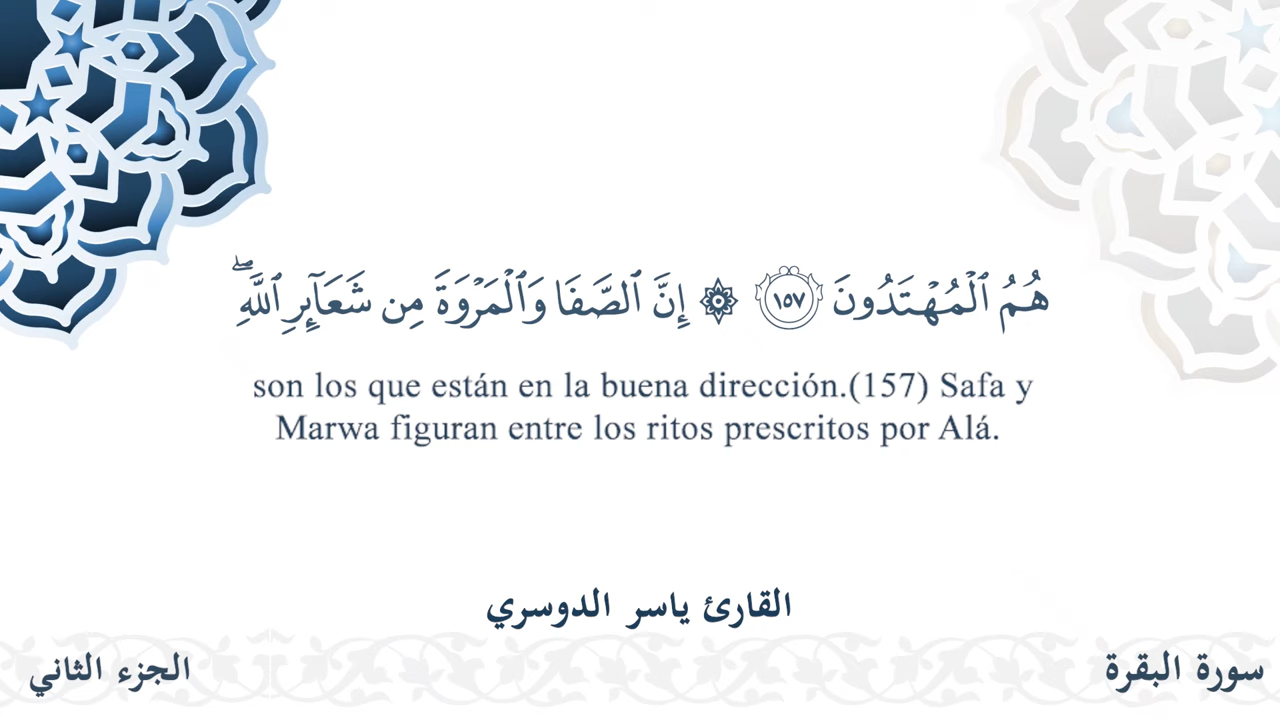 هُمُ ٱلْمُهْتَدُونَ ١٥٧ ۞ إِنَّ ٱلصَّفَا وَٱلْمَرْوَةَ مِن شَعَآئِرِ ٱللَّهِۖ
son los que están en la buena dirección.(157) Safa y
Marwa figuran entre los ritos prescritos por Alá.
القارئ ياسر الدوسري
سورة البقرة
الجزء الثاني